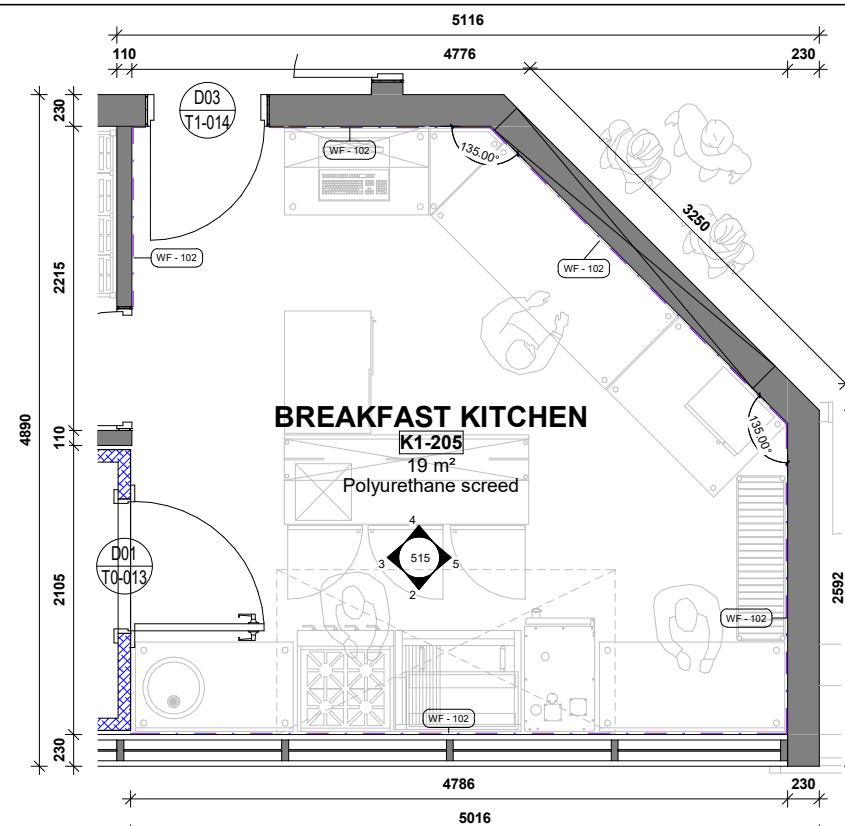 5116
110
4776
230
230
D03
T1-014
WF - 102
135.00°
3250
WF - 102
WF - 102
2215
4890
BREAKFAST KITCHEN
K1-205
19 m²
Polyurethane screed
110
135.00°
4
3
515
5
2
D01
T0-013
2105
2592
WF - 102
WF - 102
230
4786
230
5016